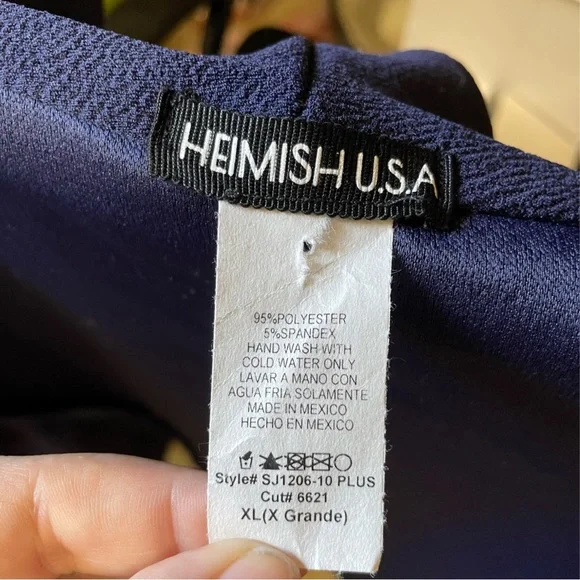 HEIMISH U.S.A
95%POLYESTER
5%SPANDEX
HAND WASH WITH
COLD WATER ONLY
LAVAR A MANO CON
AGUA FRIA SOLAMENTE
MADE IN MEXICO
HECHO EN MEXICO
Style# SJ1206-10 PLUS
Cut# 6621
XL(X Grande)